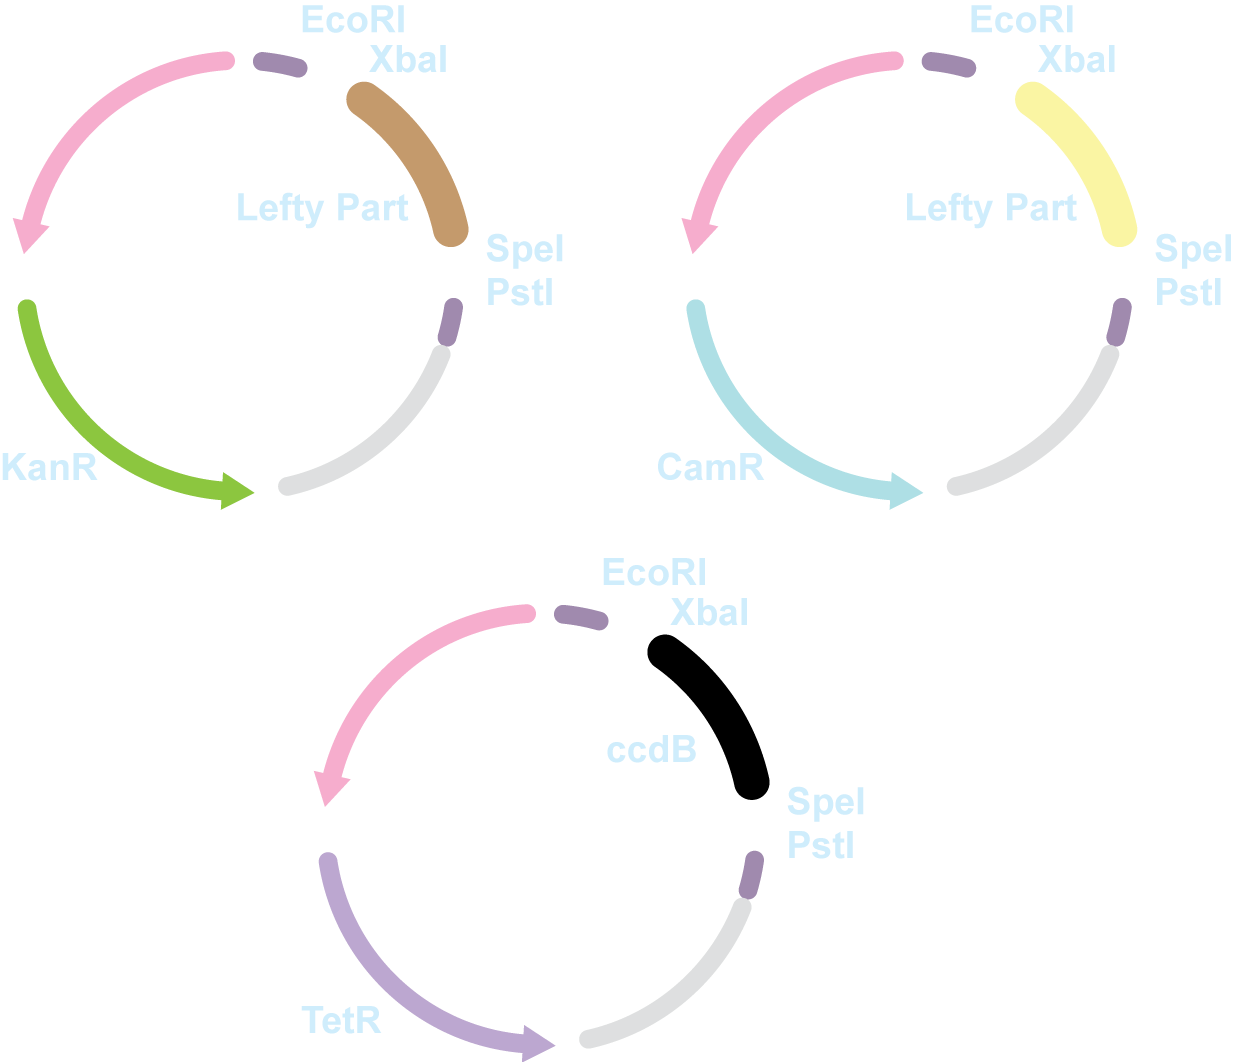 EcoRI
XbaI
Lefty Part
SpeI
PstI
KanR
EcoRI
XbaI
Lefty Part
SpeI
PstI
CamR
EcoRI
XbaI
ccdB
SpeI
PstI
TetR